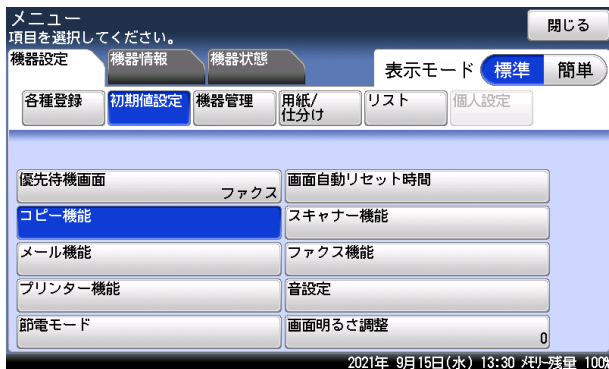 メニュー
項目を選択してください。
閉じる
機器設定
機器情報
機器状態
表示モード
標準
簡単
各種登録
初期値設定
機器管理
用紙/
仕分け
リスト
個人設定
優先待機画面
ファクス
画面自動リセット時間
コピー機能
スキャナー機能
メール機能
ファクス機能
プリンター機能
音設定
節電モード
画面明るさ調整
0
2021年 9月15日(水) 13:30 メモリー残量 100%